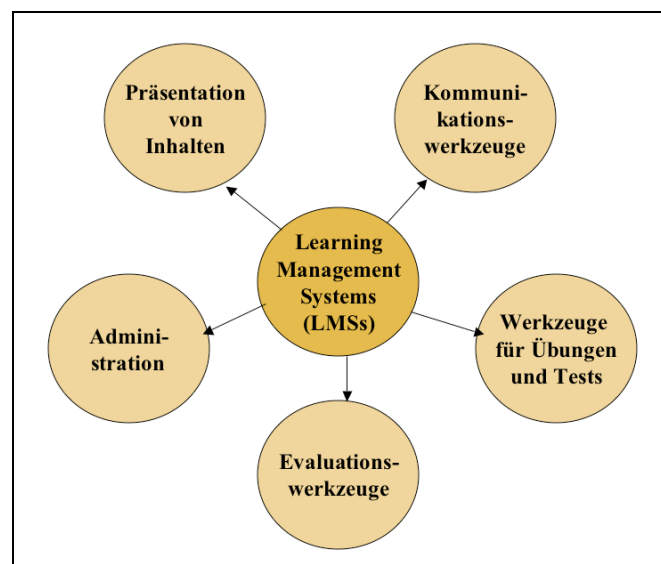 Präsentation
von
Inhalten
Kommuni-
kations-
werkzeuge
Learning
Management
Systems
(LMSs)
Admini-
stration
Werkzeuge
für Übungen
und Tests
Evaluations-
werkzeuge